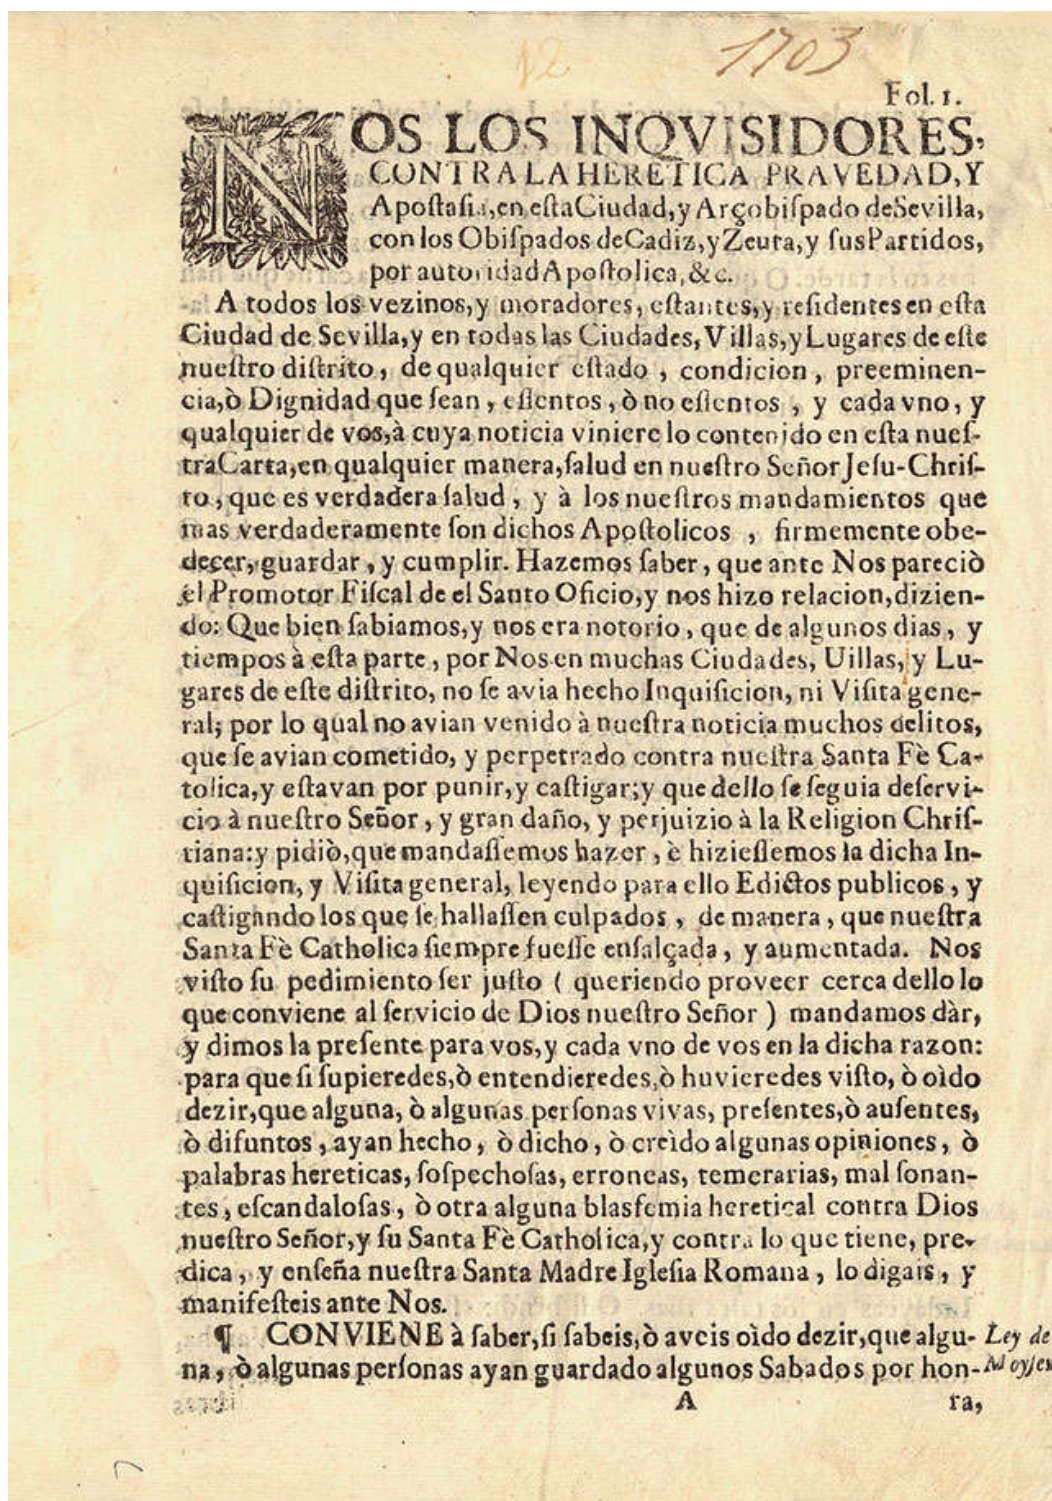 12
1703
Fol. 1.
NOS LOS INQVISIDORES,
CONTRA LA HERETICA PRAVEDAD, Y
Apoſtaſia, en eſta Ciudad, y Arçobiſpado de Sevilla,
con los Obiſpados de Cadiz, y Zeuta, y ſus Partidos,
por autoridad Apoſtolica, &c.
A todos los vezinos, y moradores, eſtantes, y reſidentes en eſta
Ciudad de Sevilla, y en todas las Ciudades, Villas, y Lugares de eſte
nueſtro diſtrito, de qualquier eſtado, condicion, preeminen-
cia, ò Dignidad que ſean, eſſentos, ò no eſſentos, y cada vno, y
qualquier de vos, à cuya noticia viniere lo contenido en eſta nueſ-
tra Carta, en qualquier manera, ſalud en nueſtro Señor Jeſu-Chriſ-
to, que es verdadera ſalud, y à los nueſtros mandamientos que
mas verdaderamente ſon dichos Apoſtolicos, firmemente obe-
decer, guardar, y cumplir. Hazemos ſaber, que ante Nos pareciò
el Promotor Fiſcal de el Santo Oficio, y nos hizo relacion, dizien-
do: Que bien ſabiamos, y nos era notorio, que de algunos dias, y
tiempos à eſta parte, por Nos en muchas Ciudades, Uillas, y Lu-
gares de eſte diſtrito, no ſe avia hecho Inquiſicion, ni Viſita gene-
ral; por lo qual no avian venido à nueſtra noticia muchos delitos,
que ſe avian cometido, y perpetrado contra nueſtra Santa Fè Ca-
tolica, y eſtavan por punir, y caſtigar; y que dello ſe ſeguia deſervi-
cio à nueſtro Señor, y gran daño, y perjuizio à la Religion Chriſ-
tiana: y pidiò, que mandaſſemos hazer, è hizieſſemos la dicha In-
quiſicion, y Viſita general, leyendo para ello Edictos publicos, y
caſtigando los que ſe hallaſſen culpados, de manera, que nueſtra
Santa Fè Catholica ſiempre fueſſe enſalçada, y aumentada. Nos
viſto ſu pedimiento ſer juſto ( queriendo proveer cerca dello lo
que conviene al ſervicio de Dios nueſtro Señor ) mandamos dàr,
y dimos la preſente para vos, y cada vno de vos en la dicha razon:
para que ſi ſupieredes, ò entendieredes, ò huvieredes viſto, ò oìdo
dezir, que alguna, ò algunas perſonas vivas, preſentes, ò auſentes,
ò difuntos, ayan hecho, ò dicho, ò creìdo algunas opiniones, ò
palabras hereticas, ſoſpechoſas, erroneas, temerarias, mal ſonan-
tes, eſcandaloſas, ò otra alguna blasfemia heretical contra Dios
nueſtro Señor, y ſu Santa Fè Catholica, y contra lo que tiene, pre-
dica, y enſeña nueſtra Santa Madre Igleſia Romana, lo digais, y
manifeſteis ante Nos.
¶ CONVIENE à ſaber, ſi ſabeis, ò aveis oìdo dezir, que algu-
Ley de
na, ò algunas perſonas ayan guardado algunos Sabados por hon-
Moyſes
A ra,